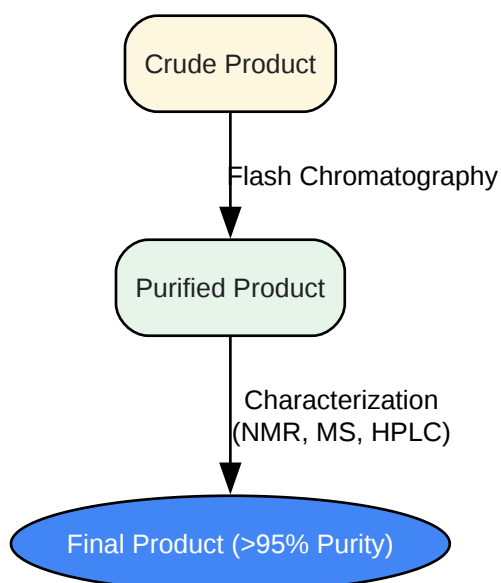 Crude Product
Flash Chromatography
Purified Product
Characterization
(NMR, MS, HPLC)
Final Product (>95% Purity)